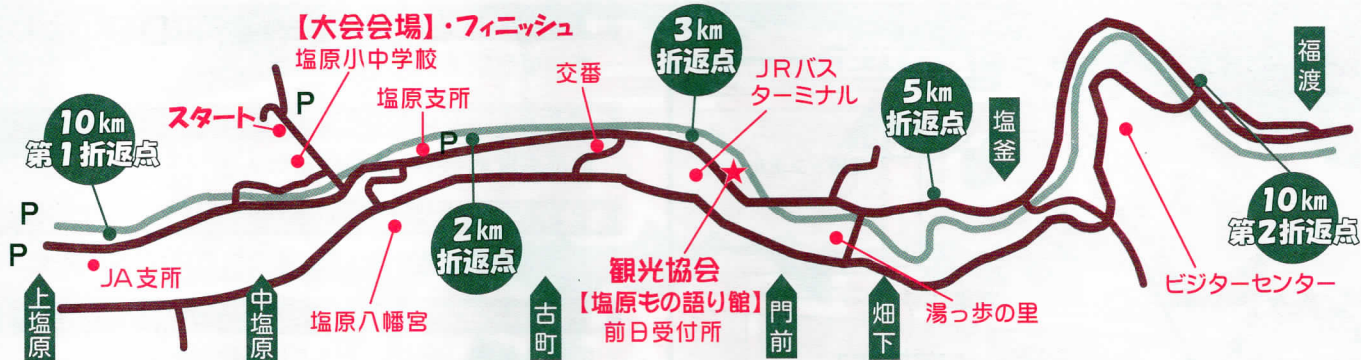 【大会会場】・フィニッシュ
塩原小中学校
スタート
P
10km
第1折返点
P
P
JA支所
上塩原
中塩原
塩原支所
P
塩原八幡宮
2km
折返点
交番
古町
3km
折返点
JRバス
ターミナル
観光協会
【塩原もの語り館】
前日受付所
門前
畑下
湯っ歩の里
5km
折返点
塩釜
ビジターセンター
10km
第2折返点
福渡